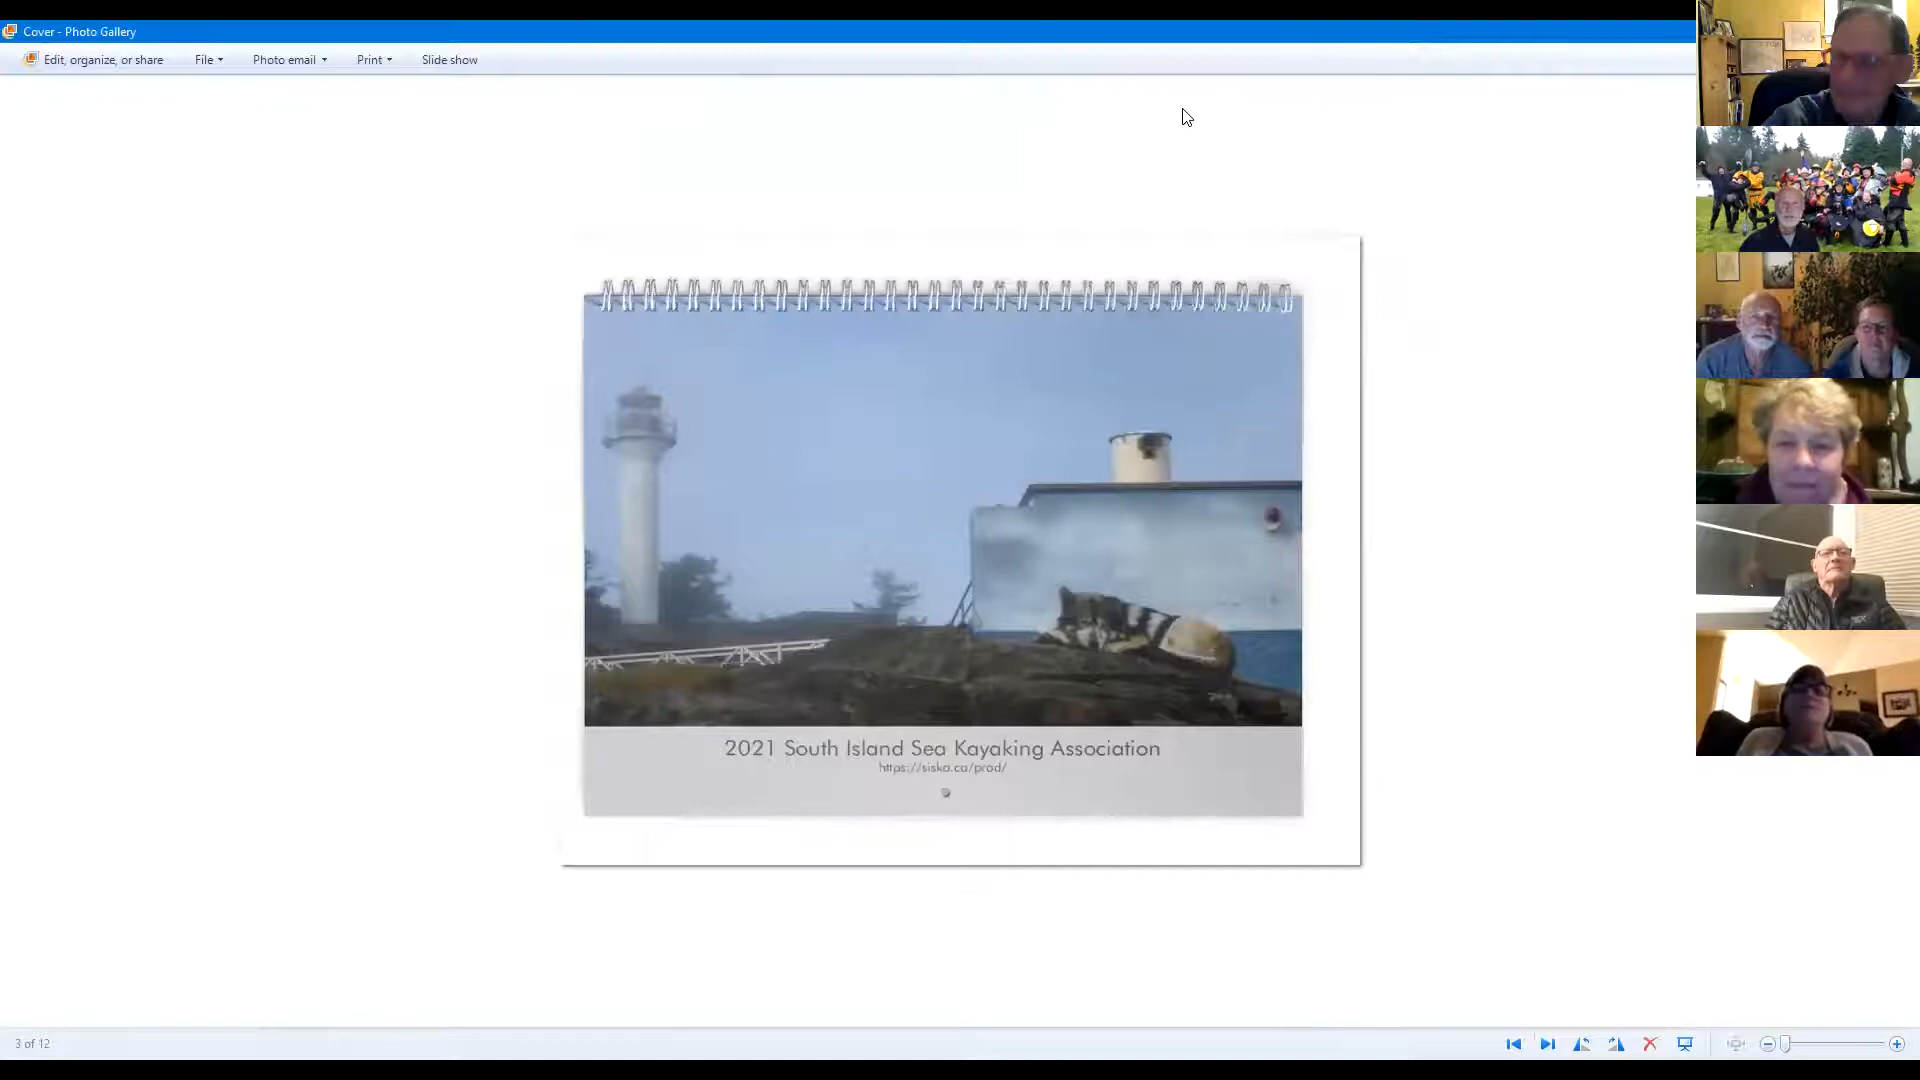 Cover - Photo Gallery
Edit, organize, or share File Photo email Print Slide show
2021 South Island Sea Kayaking Association
https://siska.ca/prod/
3 of 12